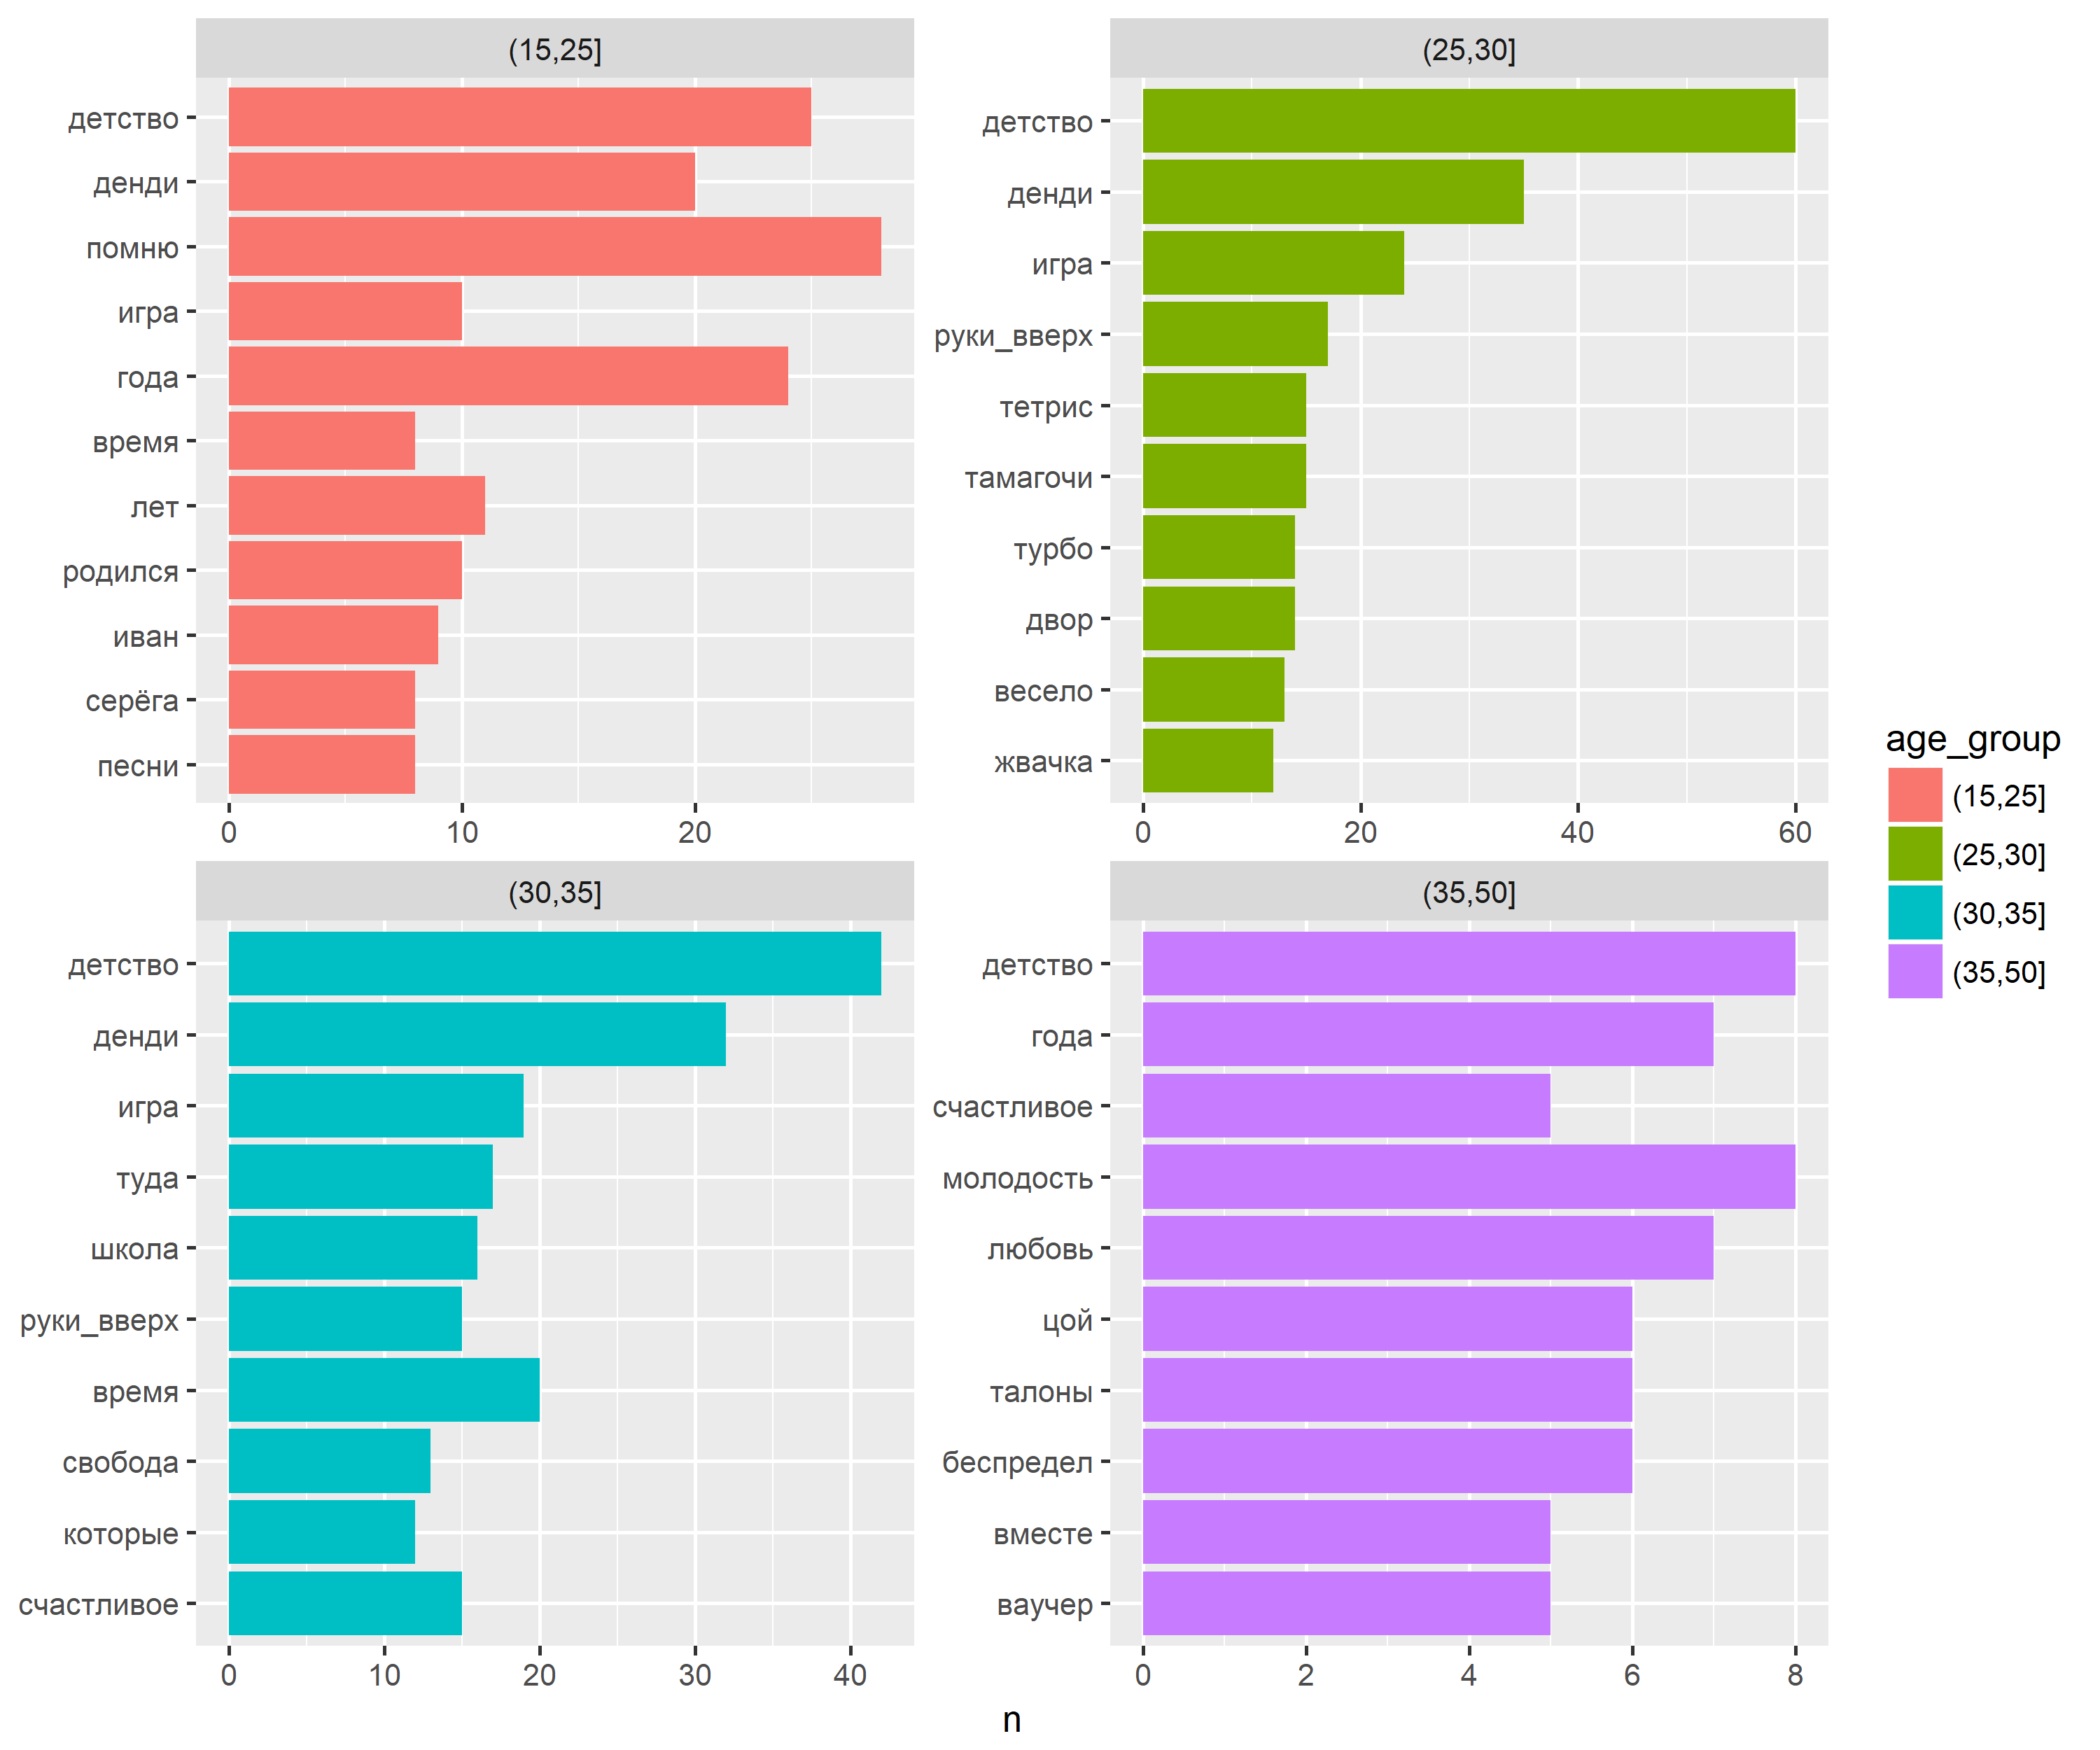 (15,25]
детство
денди
помню
игра
года
время
лет
родился
иван
серёга
песни
0 10 20
(25,30]
детство
денди
игра
руки_вверх
тетрис
тамагочи
турбо
двор
весело
жвачка
0 20 40 60
(30,35]
детство
денди
игра
туда
школа
руки_вверх
время
свобода
которые
счастливое
0 10 20 30 40
(35,50]
детство
года
счастливое
молодость
любовь
цой
талоны
беспредел
вместе
ваучер
0 2 4 6 8
n
age_group
(15,25]
(25,30]
(30,35]
(35,50]